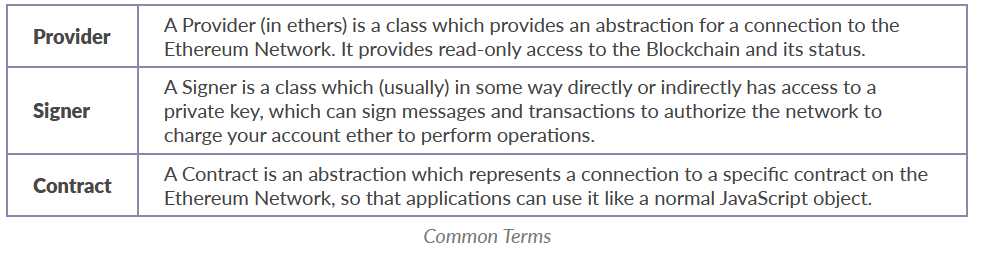 Provider
A Provider (in ethers) is a class which provides an abstraction for a connection to the
Ethereum Network. It provides read-only access to the Blockchain and its status.
Signer
A Signer is a class which (usually) in some way directly or indirectly has access to a
private key, which can sign messages and transactions to authorize the network to
charge your account ether to perform operations.
Contract
A Contract is an abstraction which represents a connection to a specific contract on the
Ethereum Network, so that applications can use it like a normal JavaScript object.
Common Terms